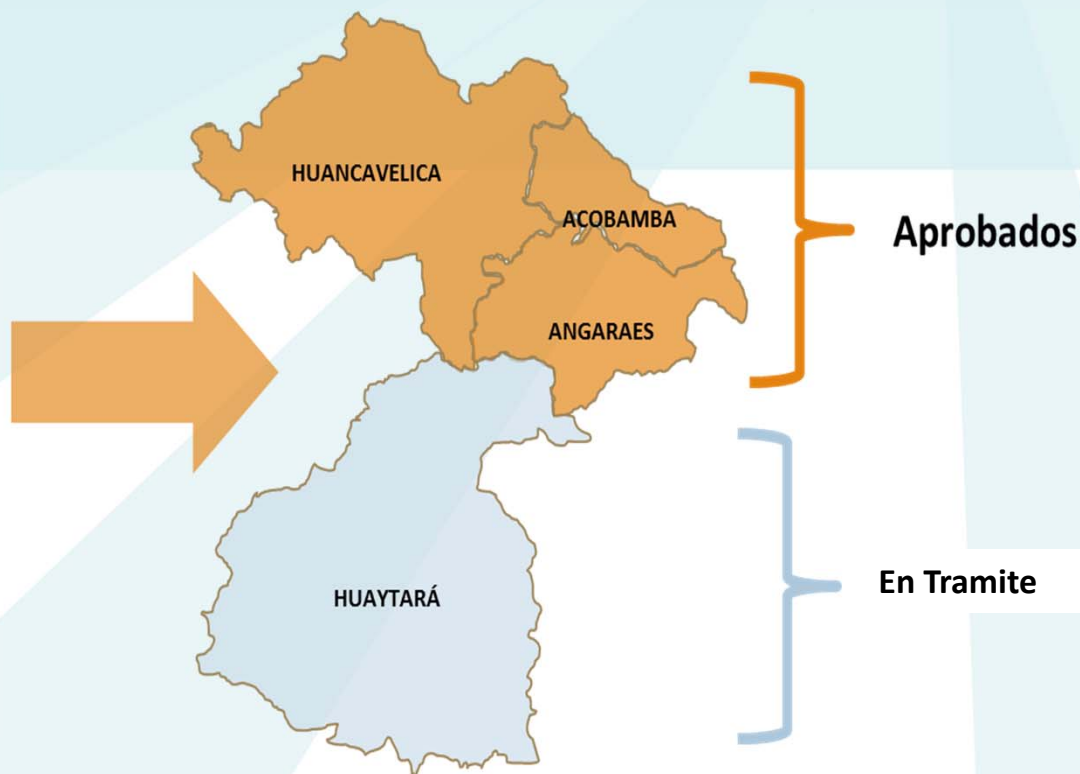 HUANCAVELICA
ACOBAMBA
Aprobados
ANGARAES
En Tramite
HUAYTARÁ